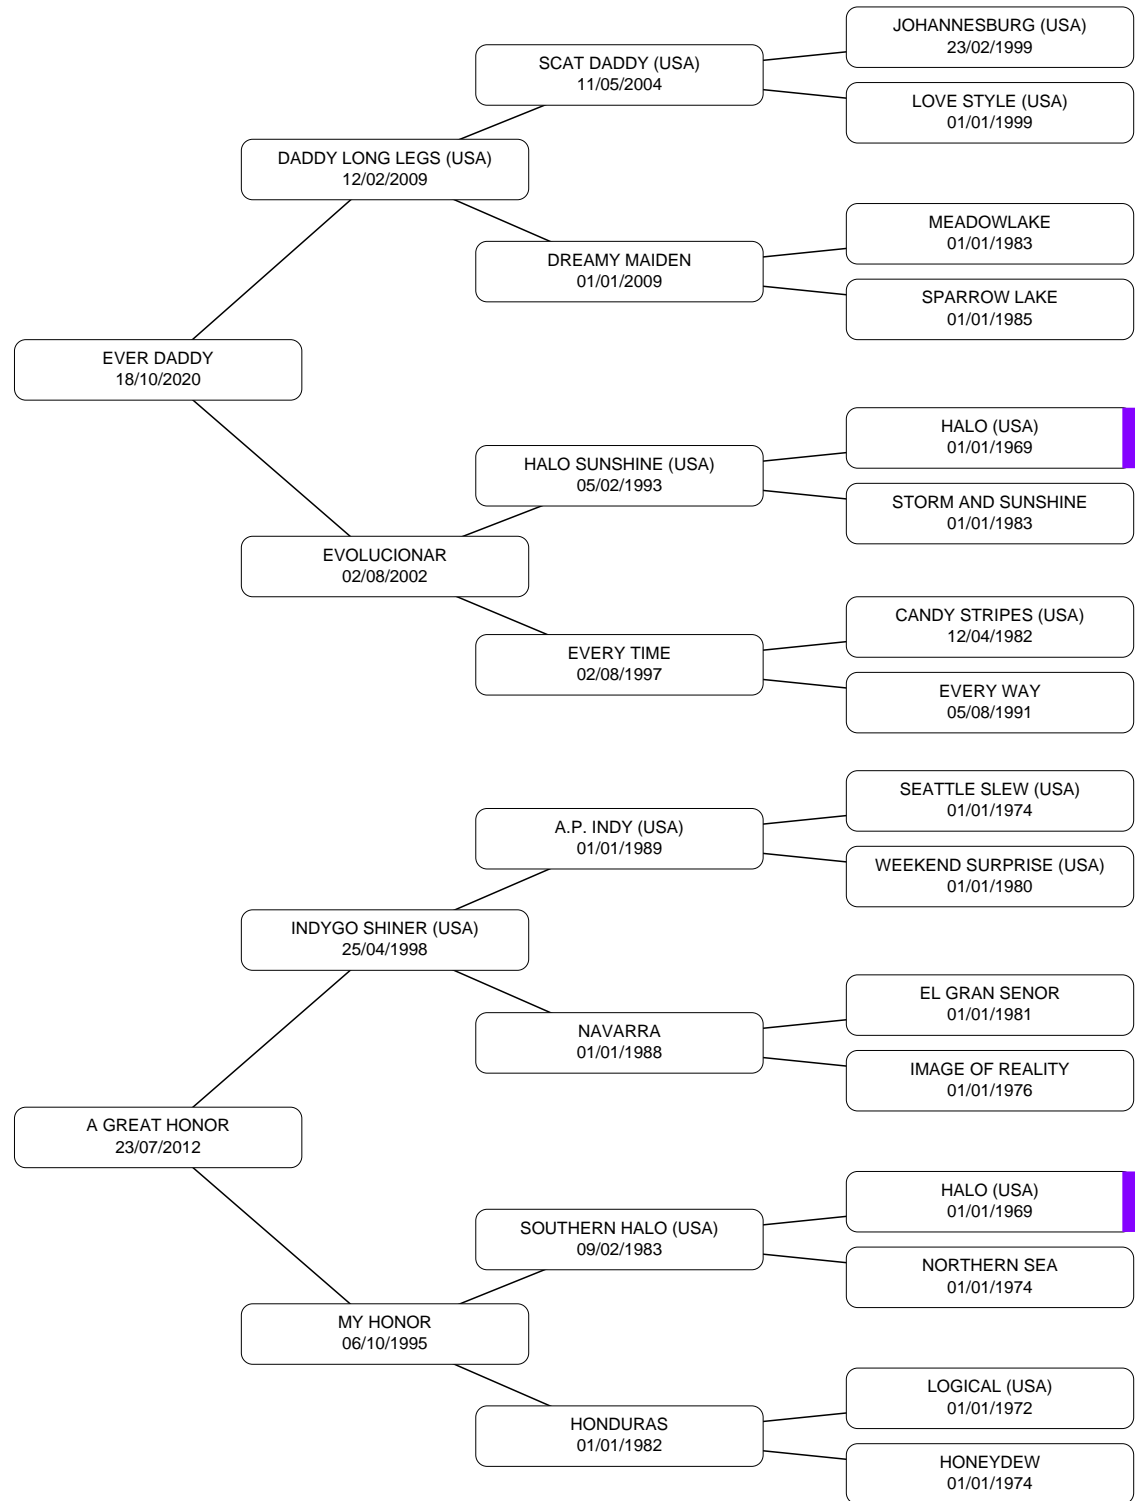 JOHANNESBURG (USA)
23/02/1999
SCAT DADDY (USA)
11/05/2004
LOVE STYLE (USA)
01/01/1999
DADDY LONG LEGS (USA)
12/02/2009
MEADOWLAKE
01/01/1983
DREAMY MAIDEN
01/01/2009
SPARROW LAKE
01/01/1985
EVER DADDY
18/10/2020
HALO (USA)
01/01/1969
HALO SUNSHINE (USA)
05/02/1993
STORM AND SUNSHINE
01/01/1983
EVOLUCIONAR
02/08/2002
CANDY STRIPES (USA)
12/04/1982
EVERY TIME
02/08/1997
EVERY WAY
05/08/1991
SEATTLE SLEW (USA)
01/01/1974
A.P. INDY (USA)
01/01/1989
WEEKEND SURPRISE (USA)
01/01/1980
INDYGO SHINER (USA)
25/04/1998
EL GRAN SENOR
01/01/1981
NAVARRA
01/01/1988
IMAGE OF REALITY
01/01/1976
A GREAT HONOR
23/07/2012
HALO (USA)
01/01/1969
SOUTHERN HALO (USA)
09/02/1983
NORTHERN SEA
01/01/1974
MY HONOR
06/10/1995
LOGICAL (USA)
01/01/1972
HONDURAS
01/01/1982
HONEYDEW
01/01/1974